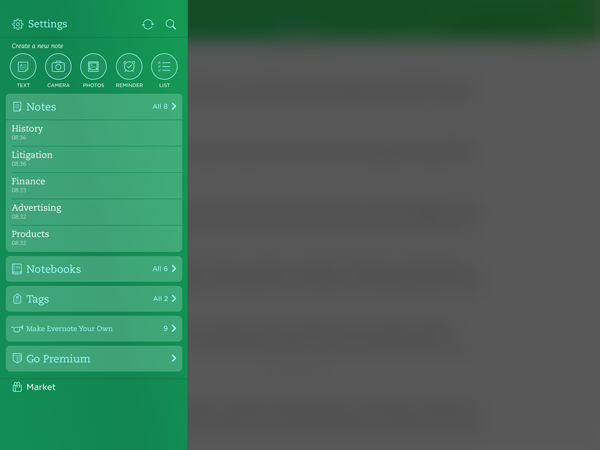 Settings
Create a new note
TEXT CAMERA PHOTOS REMINDER LIST
Notes All 8
History
08:36
Litigation
08:36
Finance
08:33
Advertising
08:32
Products
08:32
Notebooks All 6
Tags All 2
Make Evernote Your Own 9
Go Premium
Market